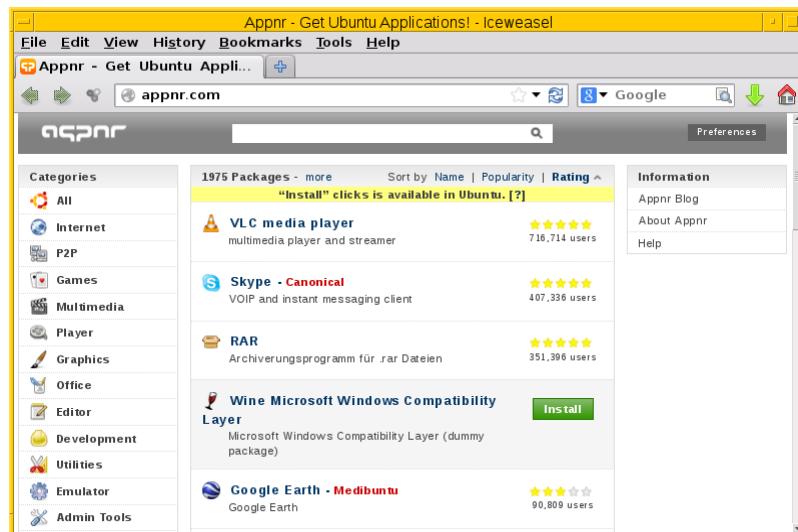 Appnr - Get Ubuntu Applications! - Iceweasel
File Edit View History Bookmarks Tools Help
Appnr - Get Ubuntu Appli...
appnr.com
Google
appnr
Preferences
Categories
All
Internet
P2P
Games
Multimedia
Player
Graphics
Office
Editor
Development
Utilities
Emulator
Admin Tools
1975 Packages - more Sort by Name | Popularity | Rating
“Install” clicks is available in Ubuntu. [?]
VLC media player
multimedia player and streamer
716,714 users
Skype - Canonical
VOIP and instant messaging client
407,336 users
RAR
Archiverungsprogramm für .rar Dateien
351,396 users
Wine Microsoft Windows Compatibility
Layer
Microsoft Windows Compatibility Layer (dummy
package)
Install
Google Earth - Medibuntu
Google Earth
90,809 users
Information
Appnr Blog
About Appnr
Help